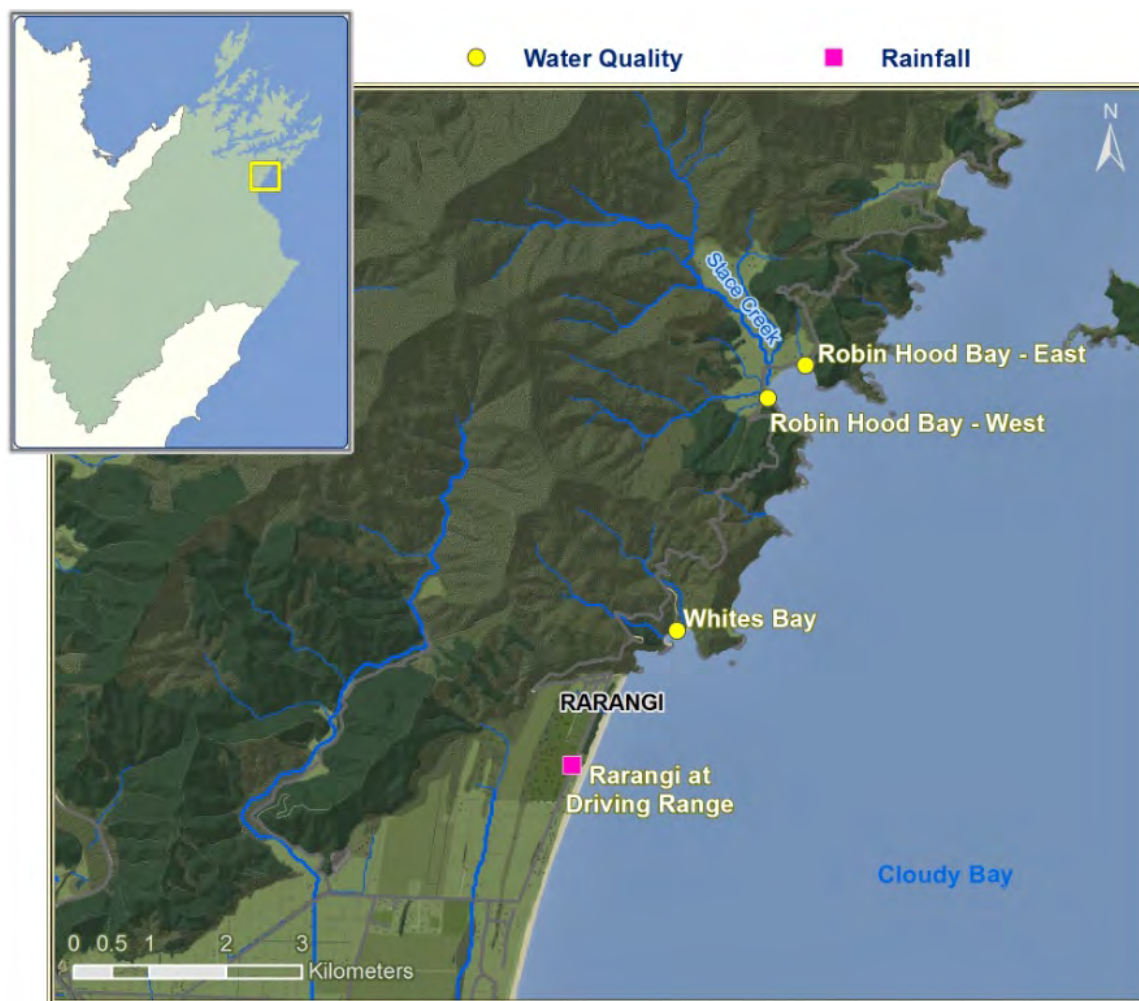 Water Quality
Rainfall
N
Stace Creek
Robin Hood Bay - East
Robin Hood Bay - West
Whites Bay
RARANGI
Rarangi at
Driving Range
Cloudy Bay
0 0.5 1 2 3
Kilometers